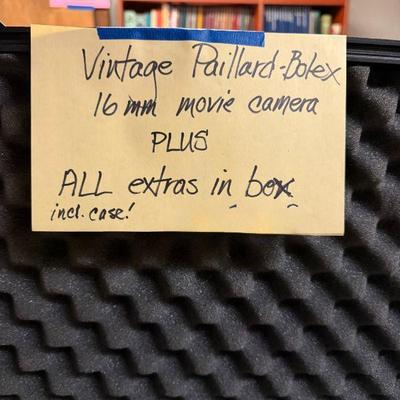 Vintage Paillard-Bolex
16mm movie camera
PLUS
ALL extras in box
incl. case!